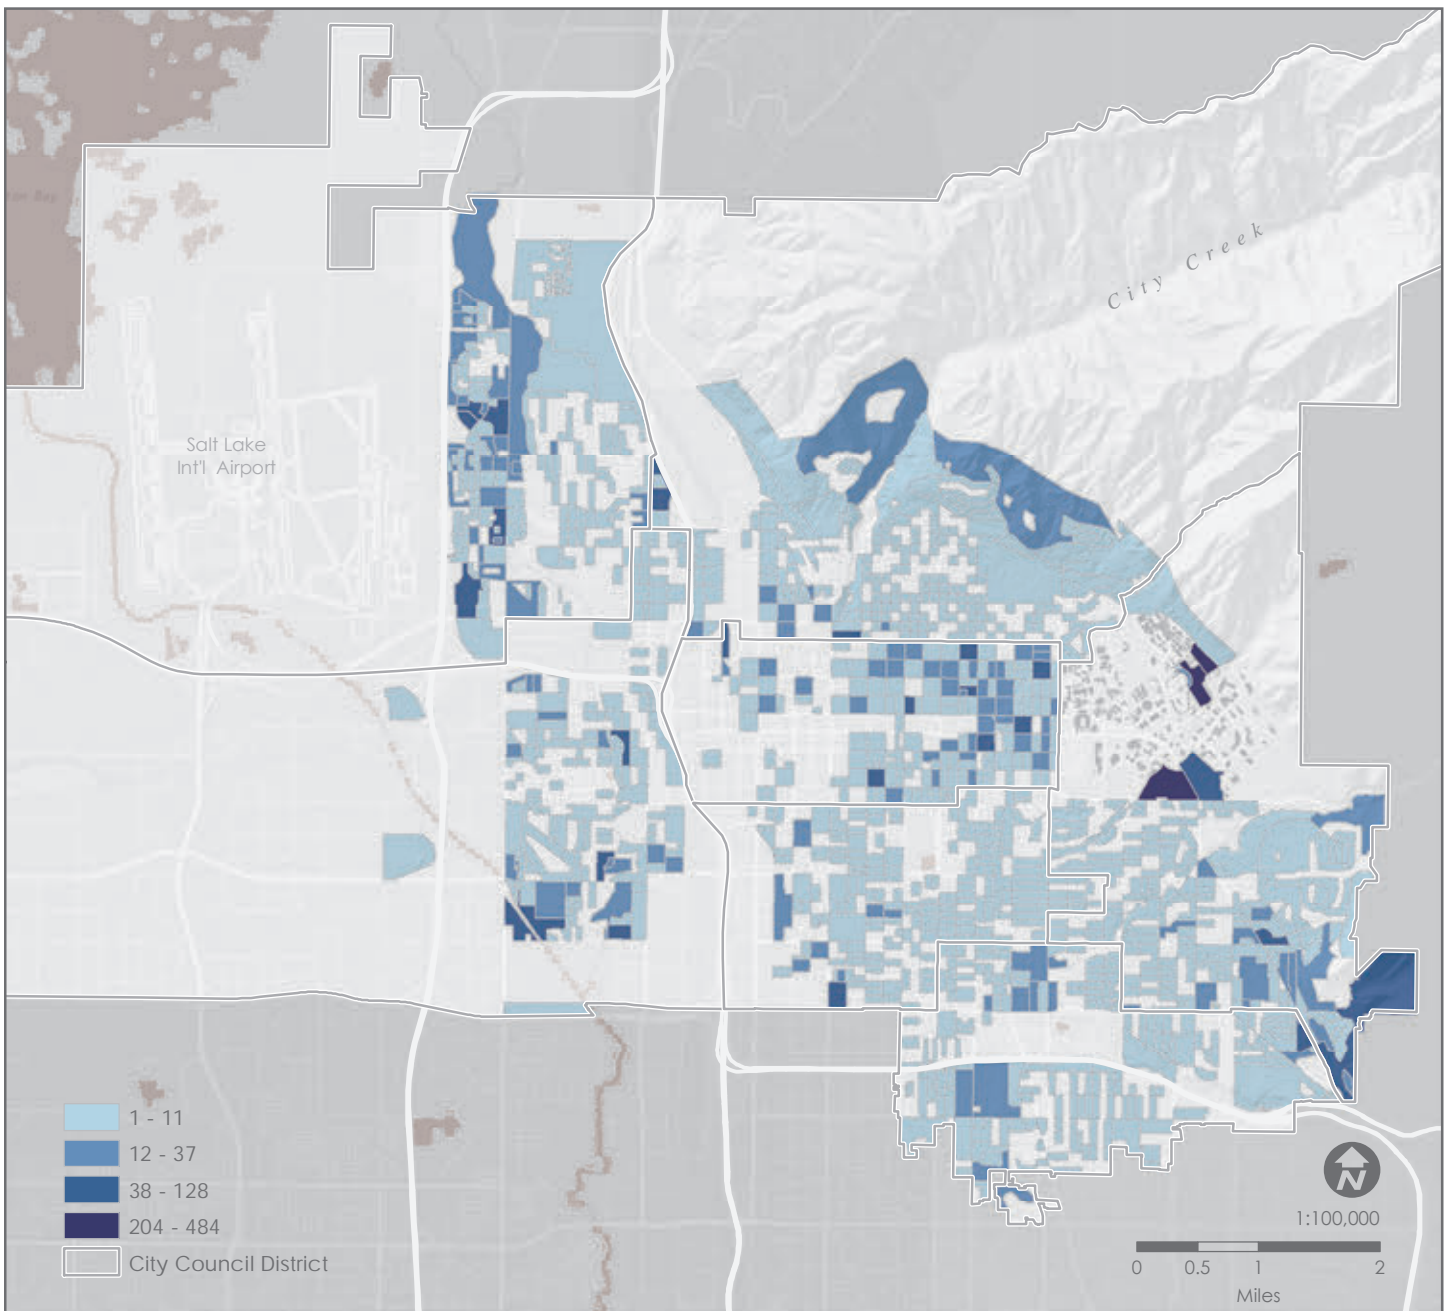 City Creek
Salt Lake
Int'l Airport
1 - 11
12 - 37
38 - 128
204 - 484
City Council District
N
1:100,000
0 0.5 1 2
Miles